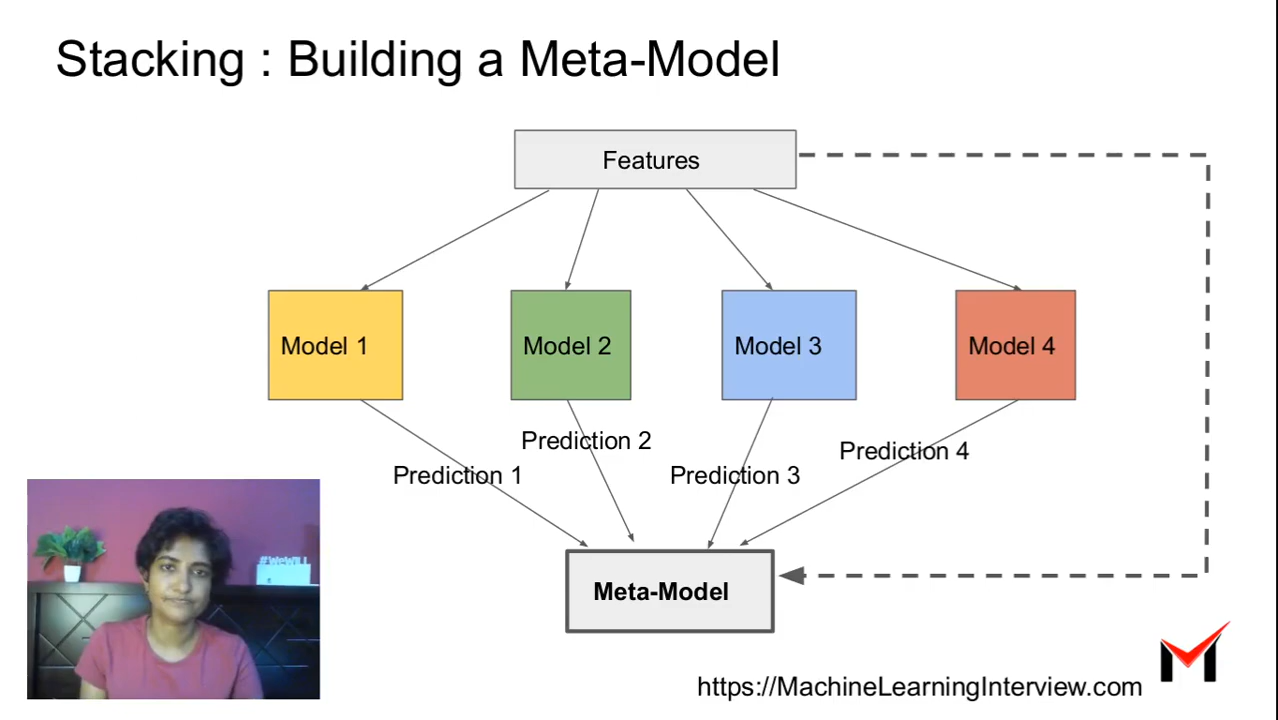 Stacking : Building a Meta-Model
Features
Model 1
Model 2
Model 3
Model 4
Prediction 2
Prediction 4
Prediction 1
Prediction 3
Meta-Model
https://MachineLearningInterview.com